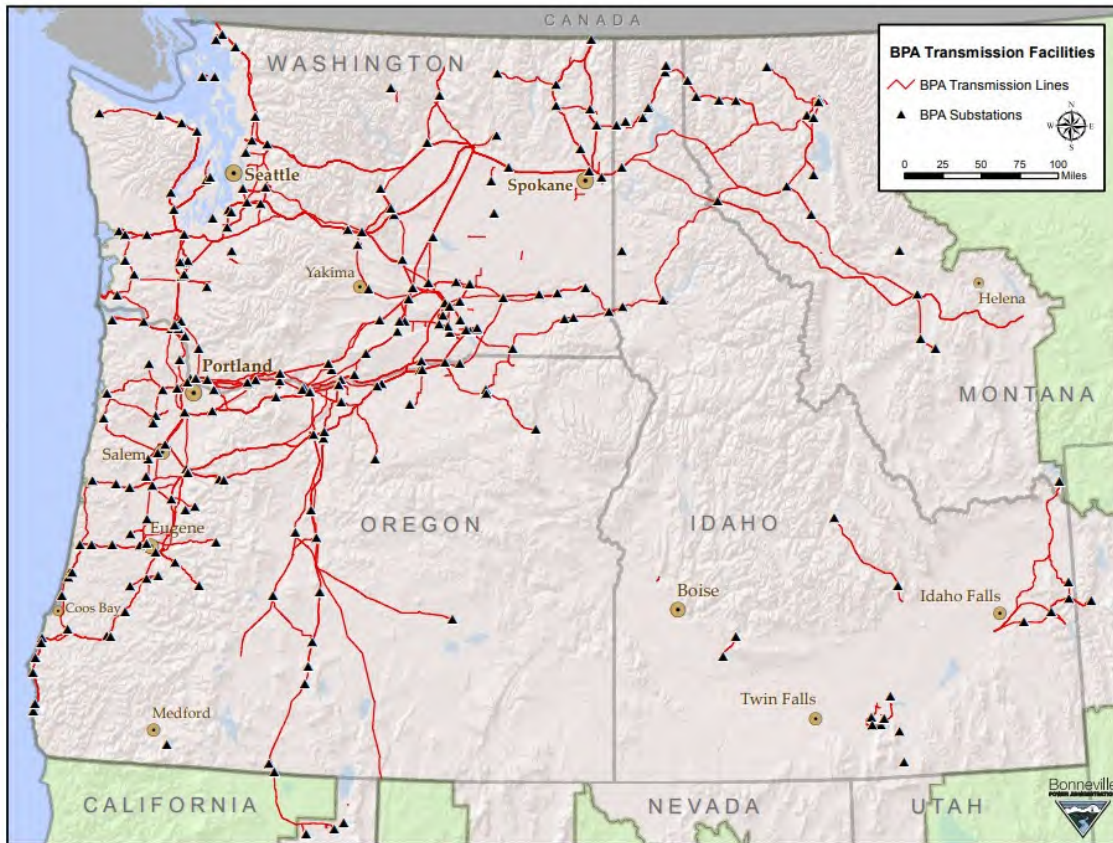 CANADA
WASHINGTON
BPA Transmission Facilities
BPA Transmission Lines
BPA Substations
N
W E
S
0 25 50 75 100
Miles
Seattle
Spokane
Yakima
Helena
Portland
MONTANA
Salem
OREGON
IDAHO
Eugene
Boise
Idaho Falls
Coos Bay
Twin Falls
Medford
CALIFORNIA
NEVADA
UTAH
Bonneville
POWER ADMINISTRATION